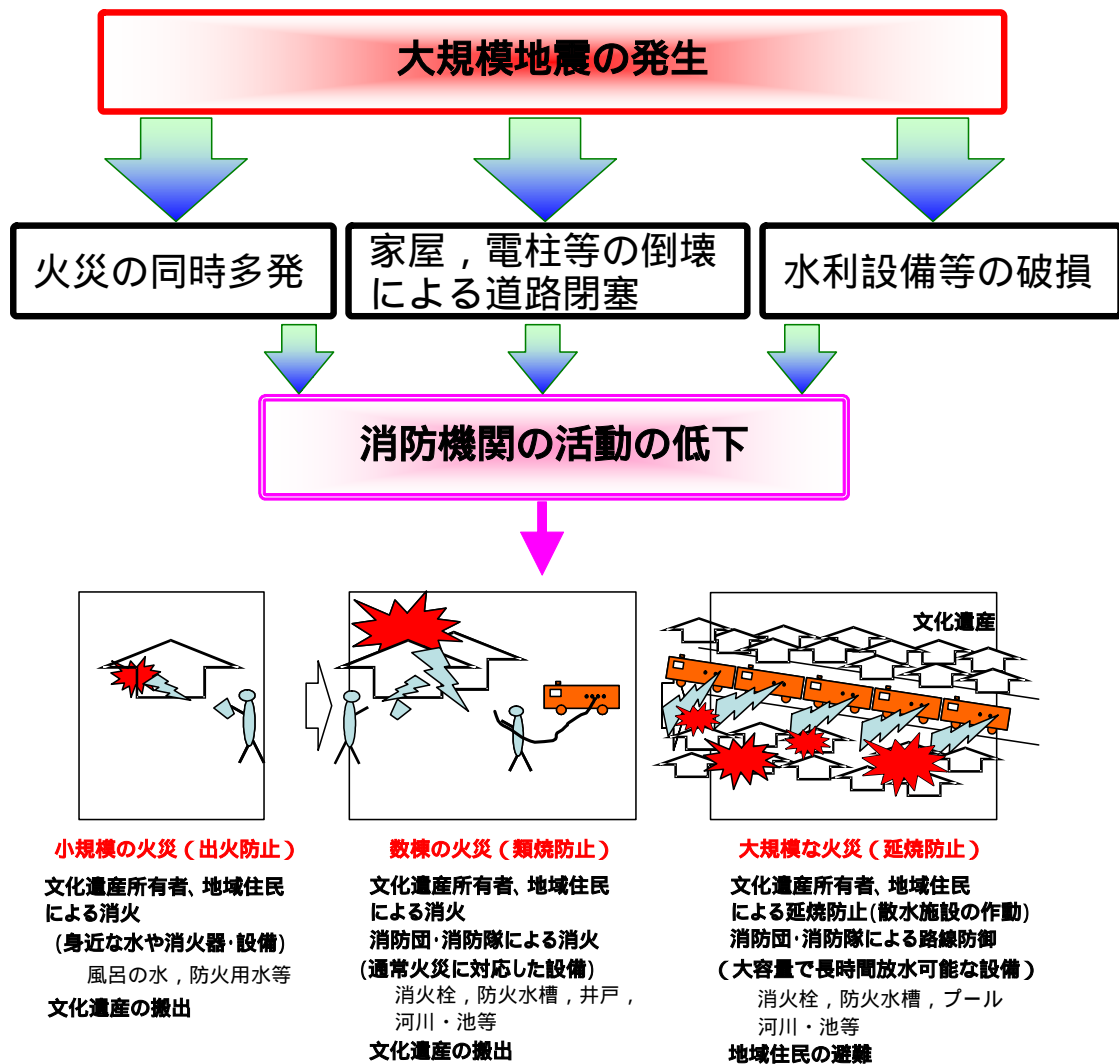 大規模地震の発生
火災の同時多発
家屋，電柱等の倒壊
による道路閉塞
水利設備等の破損
消防機関の活動の低下
文化遺産
小規模の火災（出火防止）
文化遺産所有者、地域住民
による消火
(身近な水や消火器・設備)
風呂の水，防火用水等
文化遺産の搬出
数棟の火災（類焼防止）
文化遺産所有者、地域住民
による消火
消防団・消防隊による消火
(通常火災に対応した設備)
消火栓，防火水槽，井戸，
河川・池等
文化遺産の搬出
大規模な火災（延焼防止）
文化遺産所有者、地域住民
による延焼防止(散水施設の作動)
消防団・消防隊による路線防御
（大容量で長時間放水可能な設備）
消火栓，防火水槽，プール
河川・池等
地域住民の避難